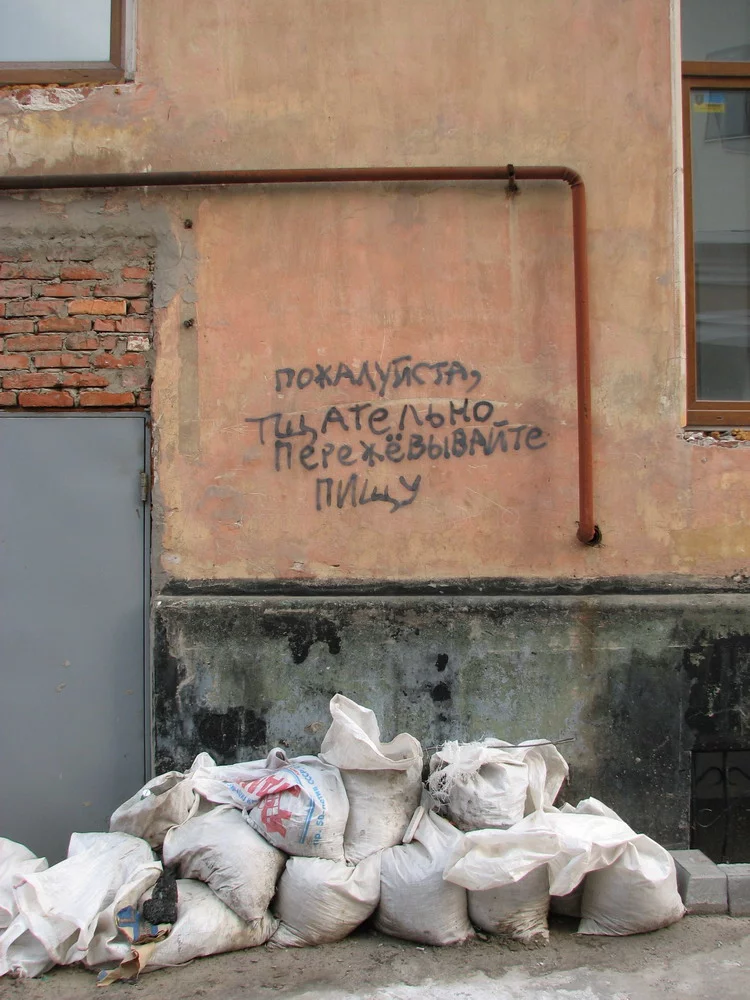 пожалуйста,
тщательно
пережёвывайте
пищу